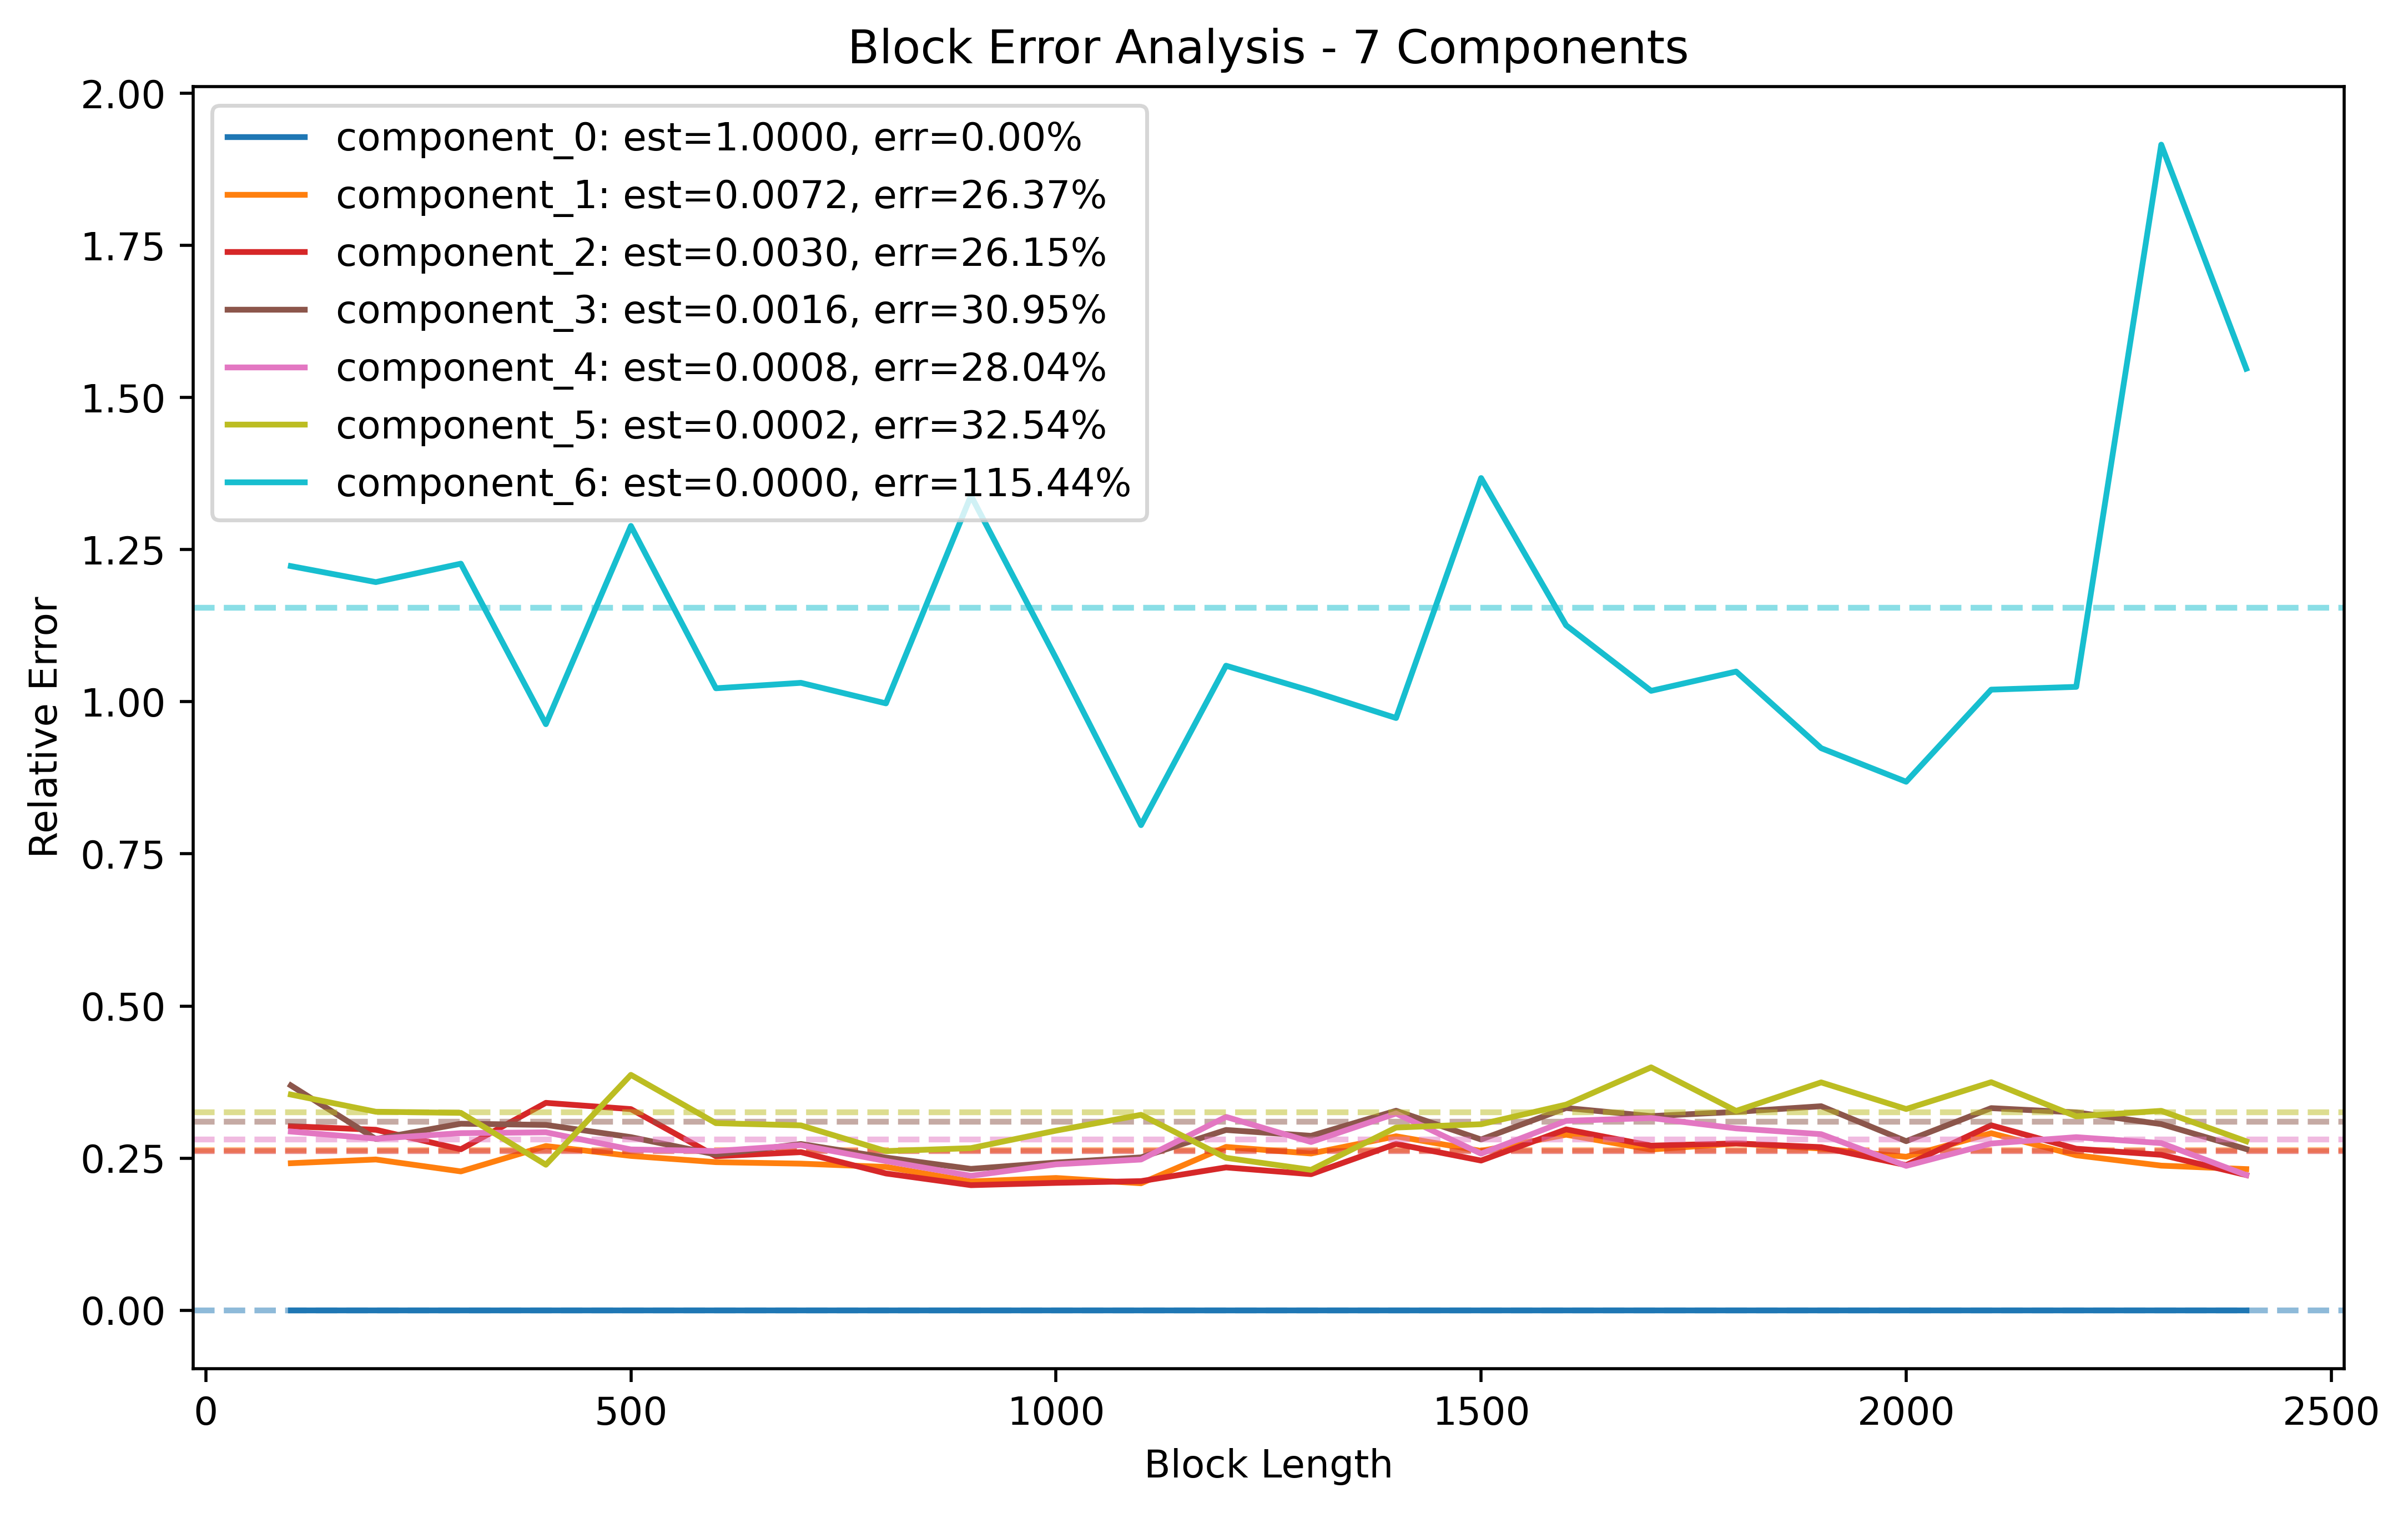 Block Error Analysis - 7 Components
2.00
1.75
1.50
1.25
1.00
0.75
0.50
0.25
0.00
Relative Error
component_0: est=1.0000, err=0.00%
component_1: est=0.0072, err=26.37%
component_2: est=0.0030, err=26.15%
component_3: est=0.0016, err=30.95%
component_4: est=0.0008, err=28.04%
component_5: est=0.0002, err=32.54%
component_6: est=0.0000, err=115.44%
0 500 1000 1500 2000 2500
Block Length